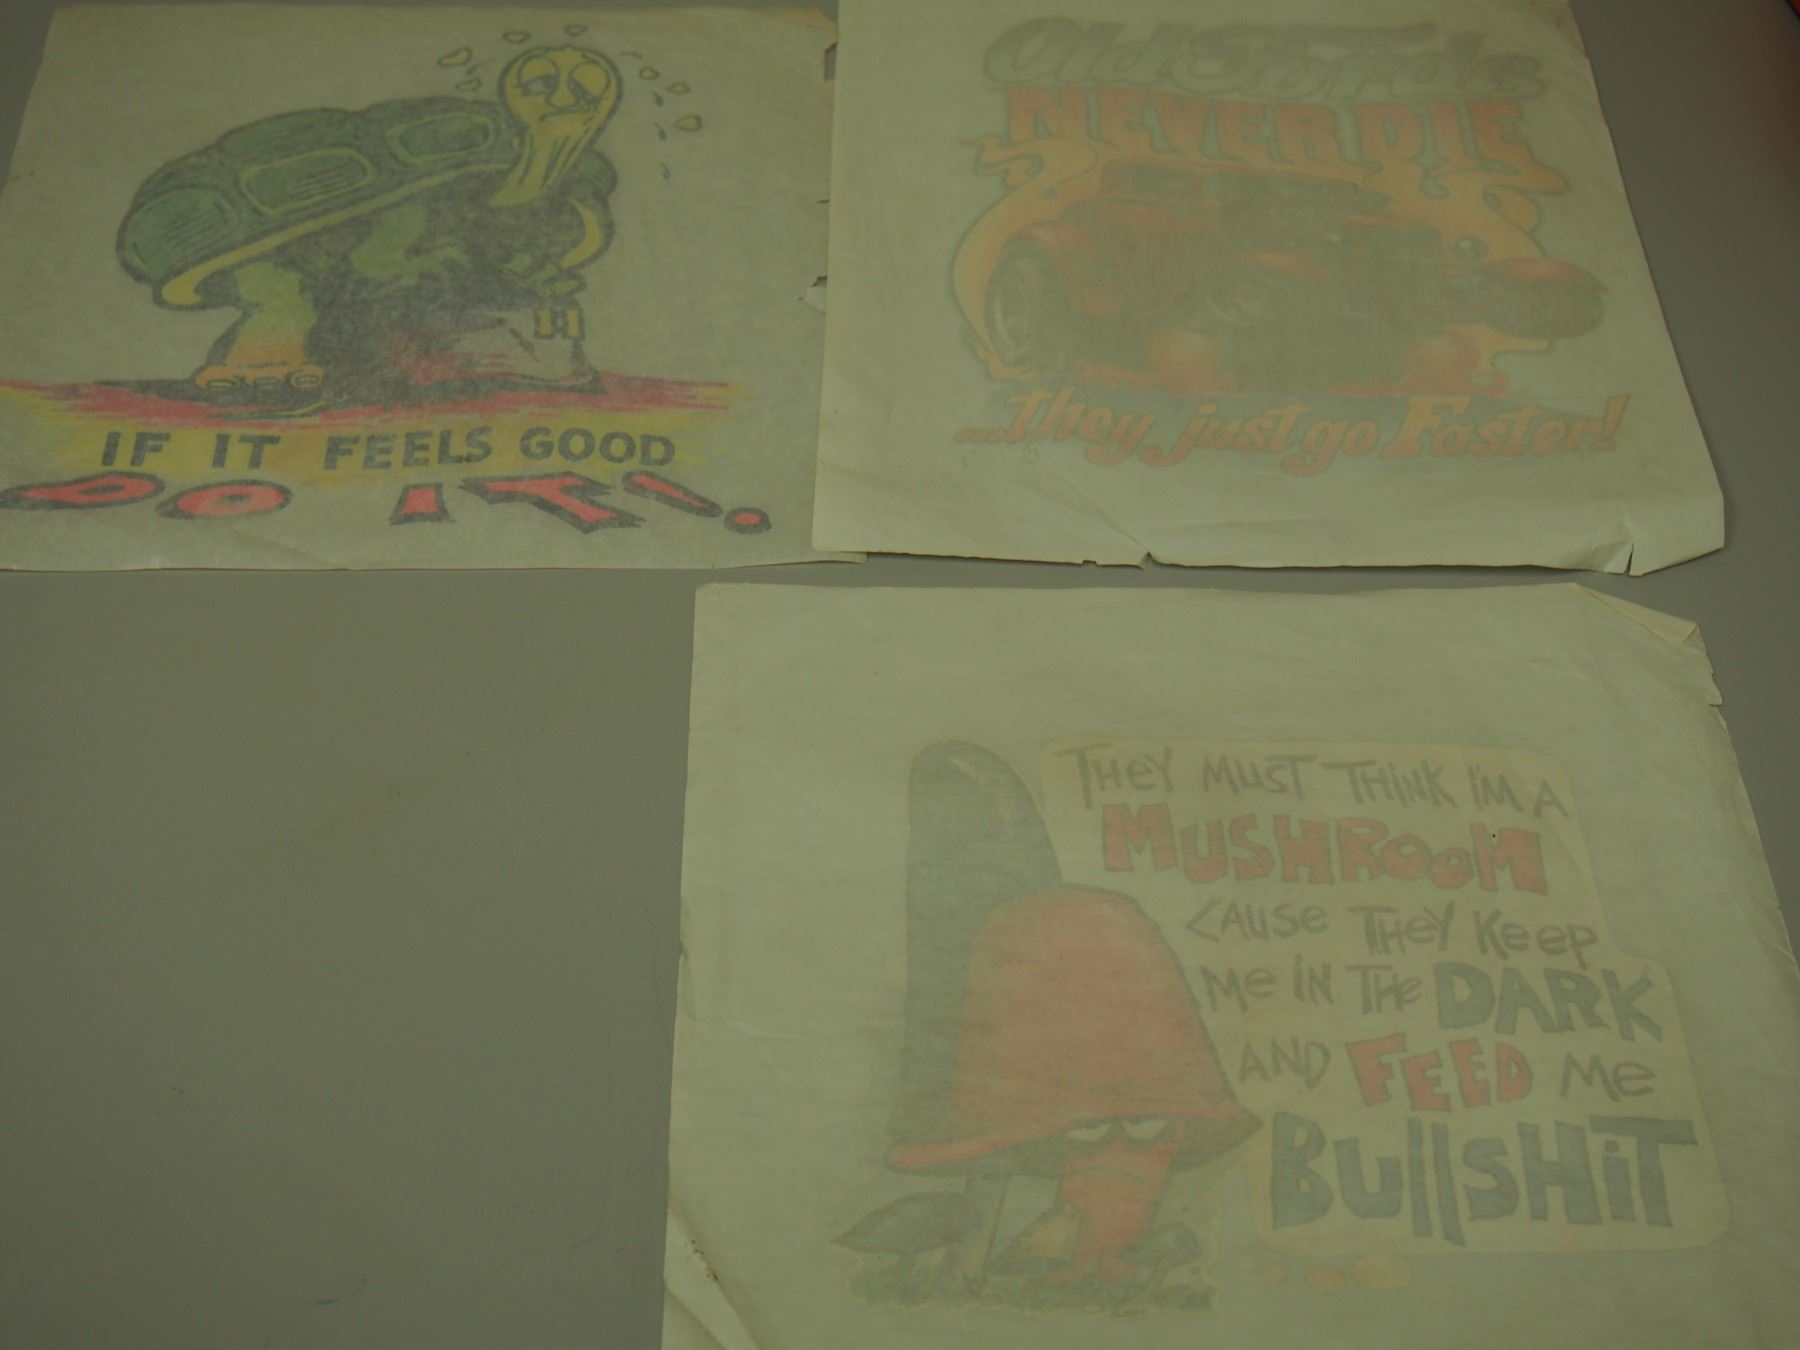 IF IT FEELS GOOD
DO IT!
Old Fords
NEVER DIE
...they just go Faster!
THEY MUST THINK I'M A
MUSHROOM
'CAUSE THEY KEEP
ME IN THE DARK
AND FEED ME
BULLSHIT